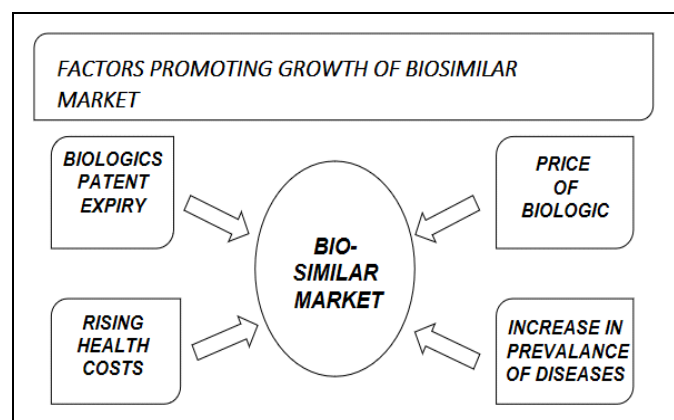 FACTORS PROMOTING GROWTH OF BIOSIMILAR
MARKET
BIOLOGICS
PATENT
EXPIRY
PRICE
OF
BIOLOGIC
BIO-
SIMILAR
MARKET
RISING
HEALTH
COSTS
INCREASE IN
PREVALANCE
OF DISEASES